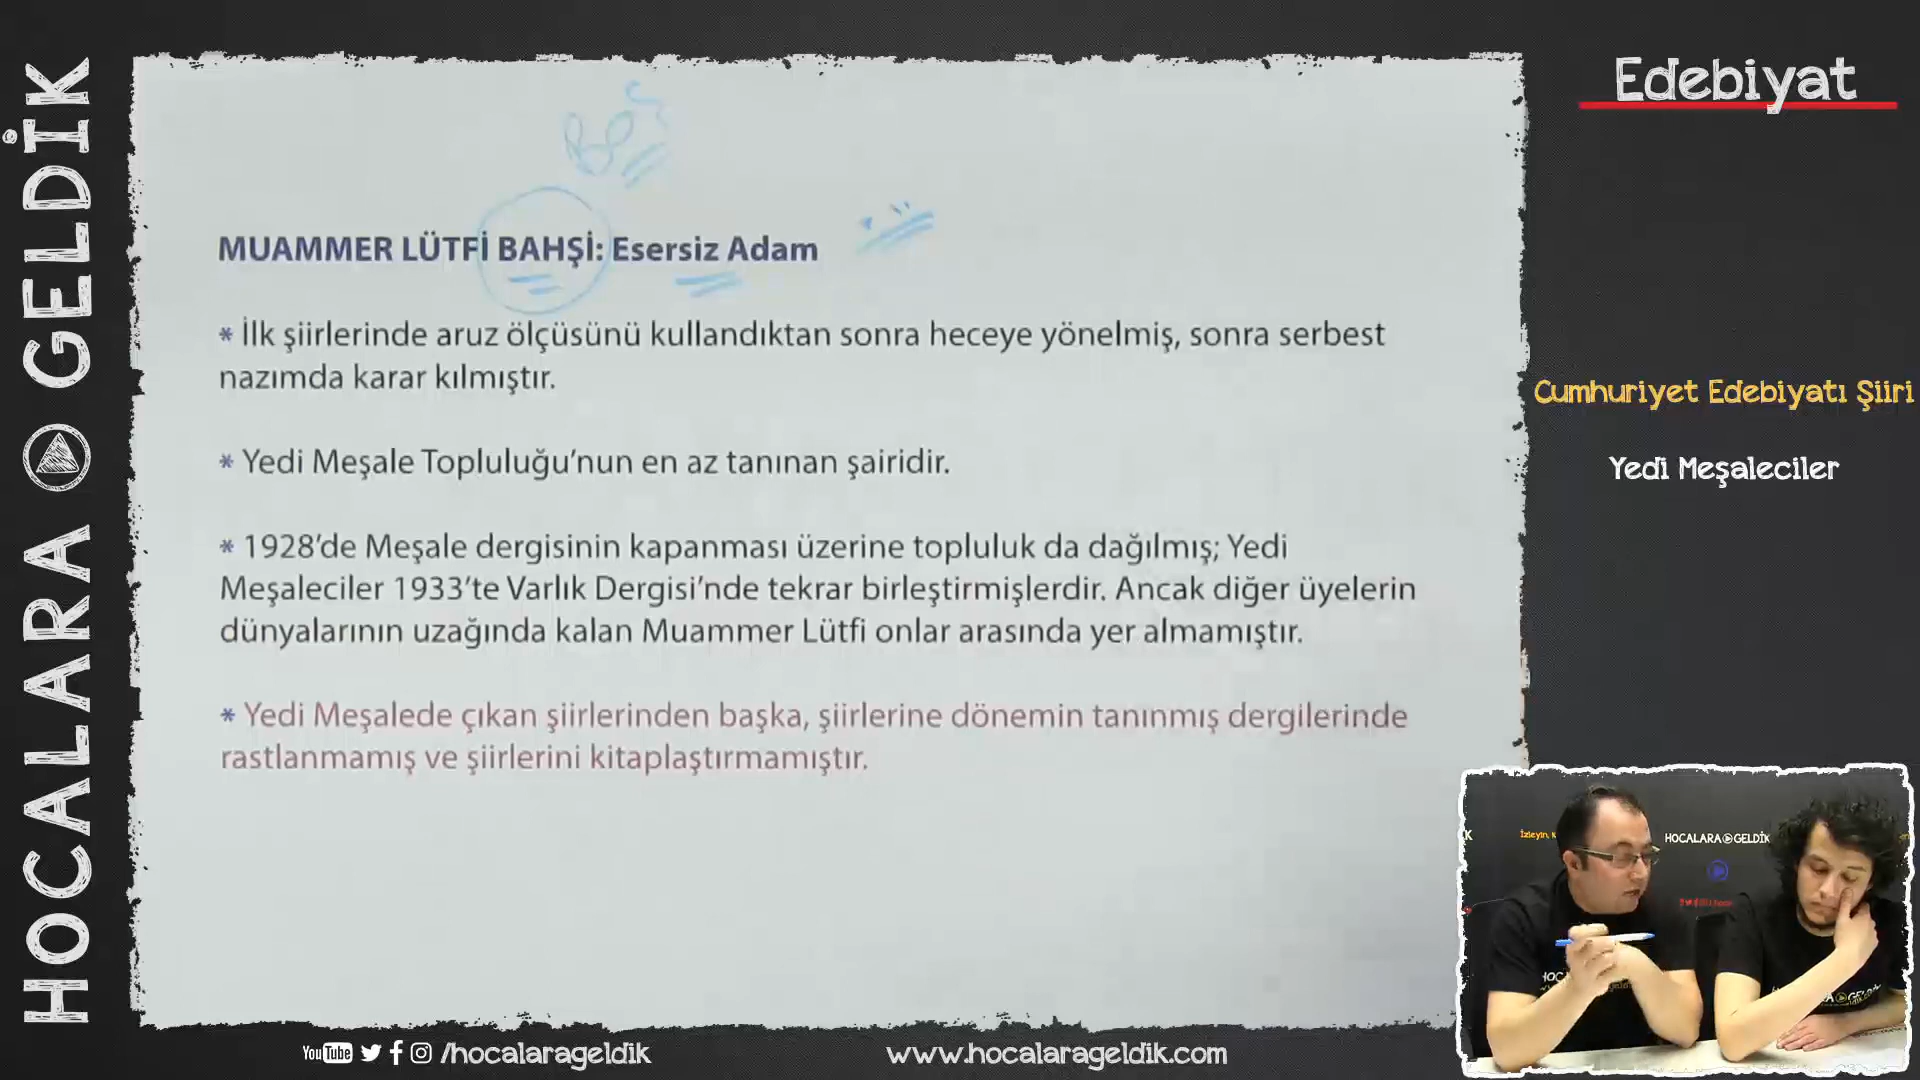 HOCALARA GELDİK
Edebiyat
MUAMMER LÜTFİ BAHŞİ: Esersiz Adam
* İlk şiirlerinde aruz ölçüsünü kullandıktan sonra heceye yönelmiş, sonra serbest
nazımda karar kılmıştır.
* Yedi Meşale Topluluğu’nun en az tanınan şairidir.
* 1928’de Meşale dergisinin kapanması üzerine topluluk da dağılmış; Yedi
Meşaleciler 1933’te Varlık Dergisi’nde tekrar birleştirmişlerdir. Ancak diğer üyelerin
dünyalarının uzağında kalan Muammer Lütfi onlar arasında yer almamıştır.
* Yedi Meşalede çıkan şiirlerinden başka, şiirlerine dönemin tanınmış dergilerinde
rastlanmamış ve şiirlerini kitaplaştırmamıştır.
Cumhuriyet Edebiyatı Şiiri
Yedi Meşaleciler
İzleyin, K
HOCALARA GELDİK
YouTube /hocalarageldik
www.hocalarageldik.com